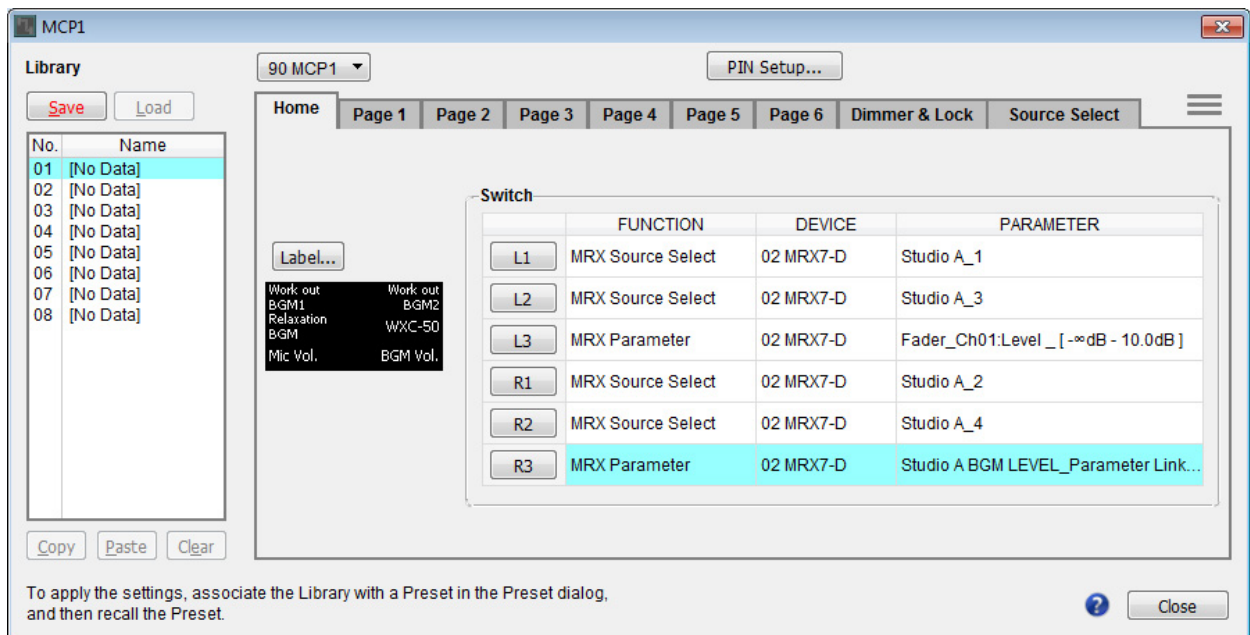 MCP1
Library
90 MCP1
PIN Setup...
Save
Load
Home
Page 1
Page 2
Page 3
Page 4
Page 5
Page 6
Dimmer & Lock
Source Select
No. Name
01 [No Data]
02 [No Data]
03 [No Data]
04 [No Data]
05 [No Data]
06 [No Data]
07 [No Data]
08 [No Data]
Label...
Work out Work out
BGM1 BGM2
Relaxation
BGM WXC-50
Mic Vol. BGM Vol.
Switch
FUNCTION DEVICE PARAMETER
L1 MRX Source Select 02 MRX7-D Studio A_1
L2 MRX Source Select 02 MRX7-D Studio A_3
L3 MRX Parameter 02 MRX7-D Fader_Ch01:Level _ [ -∞dB - 10.0dB ]
R1 MRX Source Select 02 MRX7-D Studio A_2
R2 MRX Source Select 02 MRX7-D Studio A_4
R3 MRX Parameter 02 MRX7-D Studio A BGM LEVEL_Parameter Link...
Copy
Paste
Clear
To apply the settings, associate the Library with a Preset in the Preset dialog,
and then recall the Preset.
?
Close